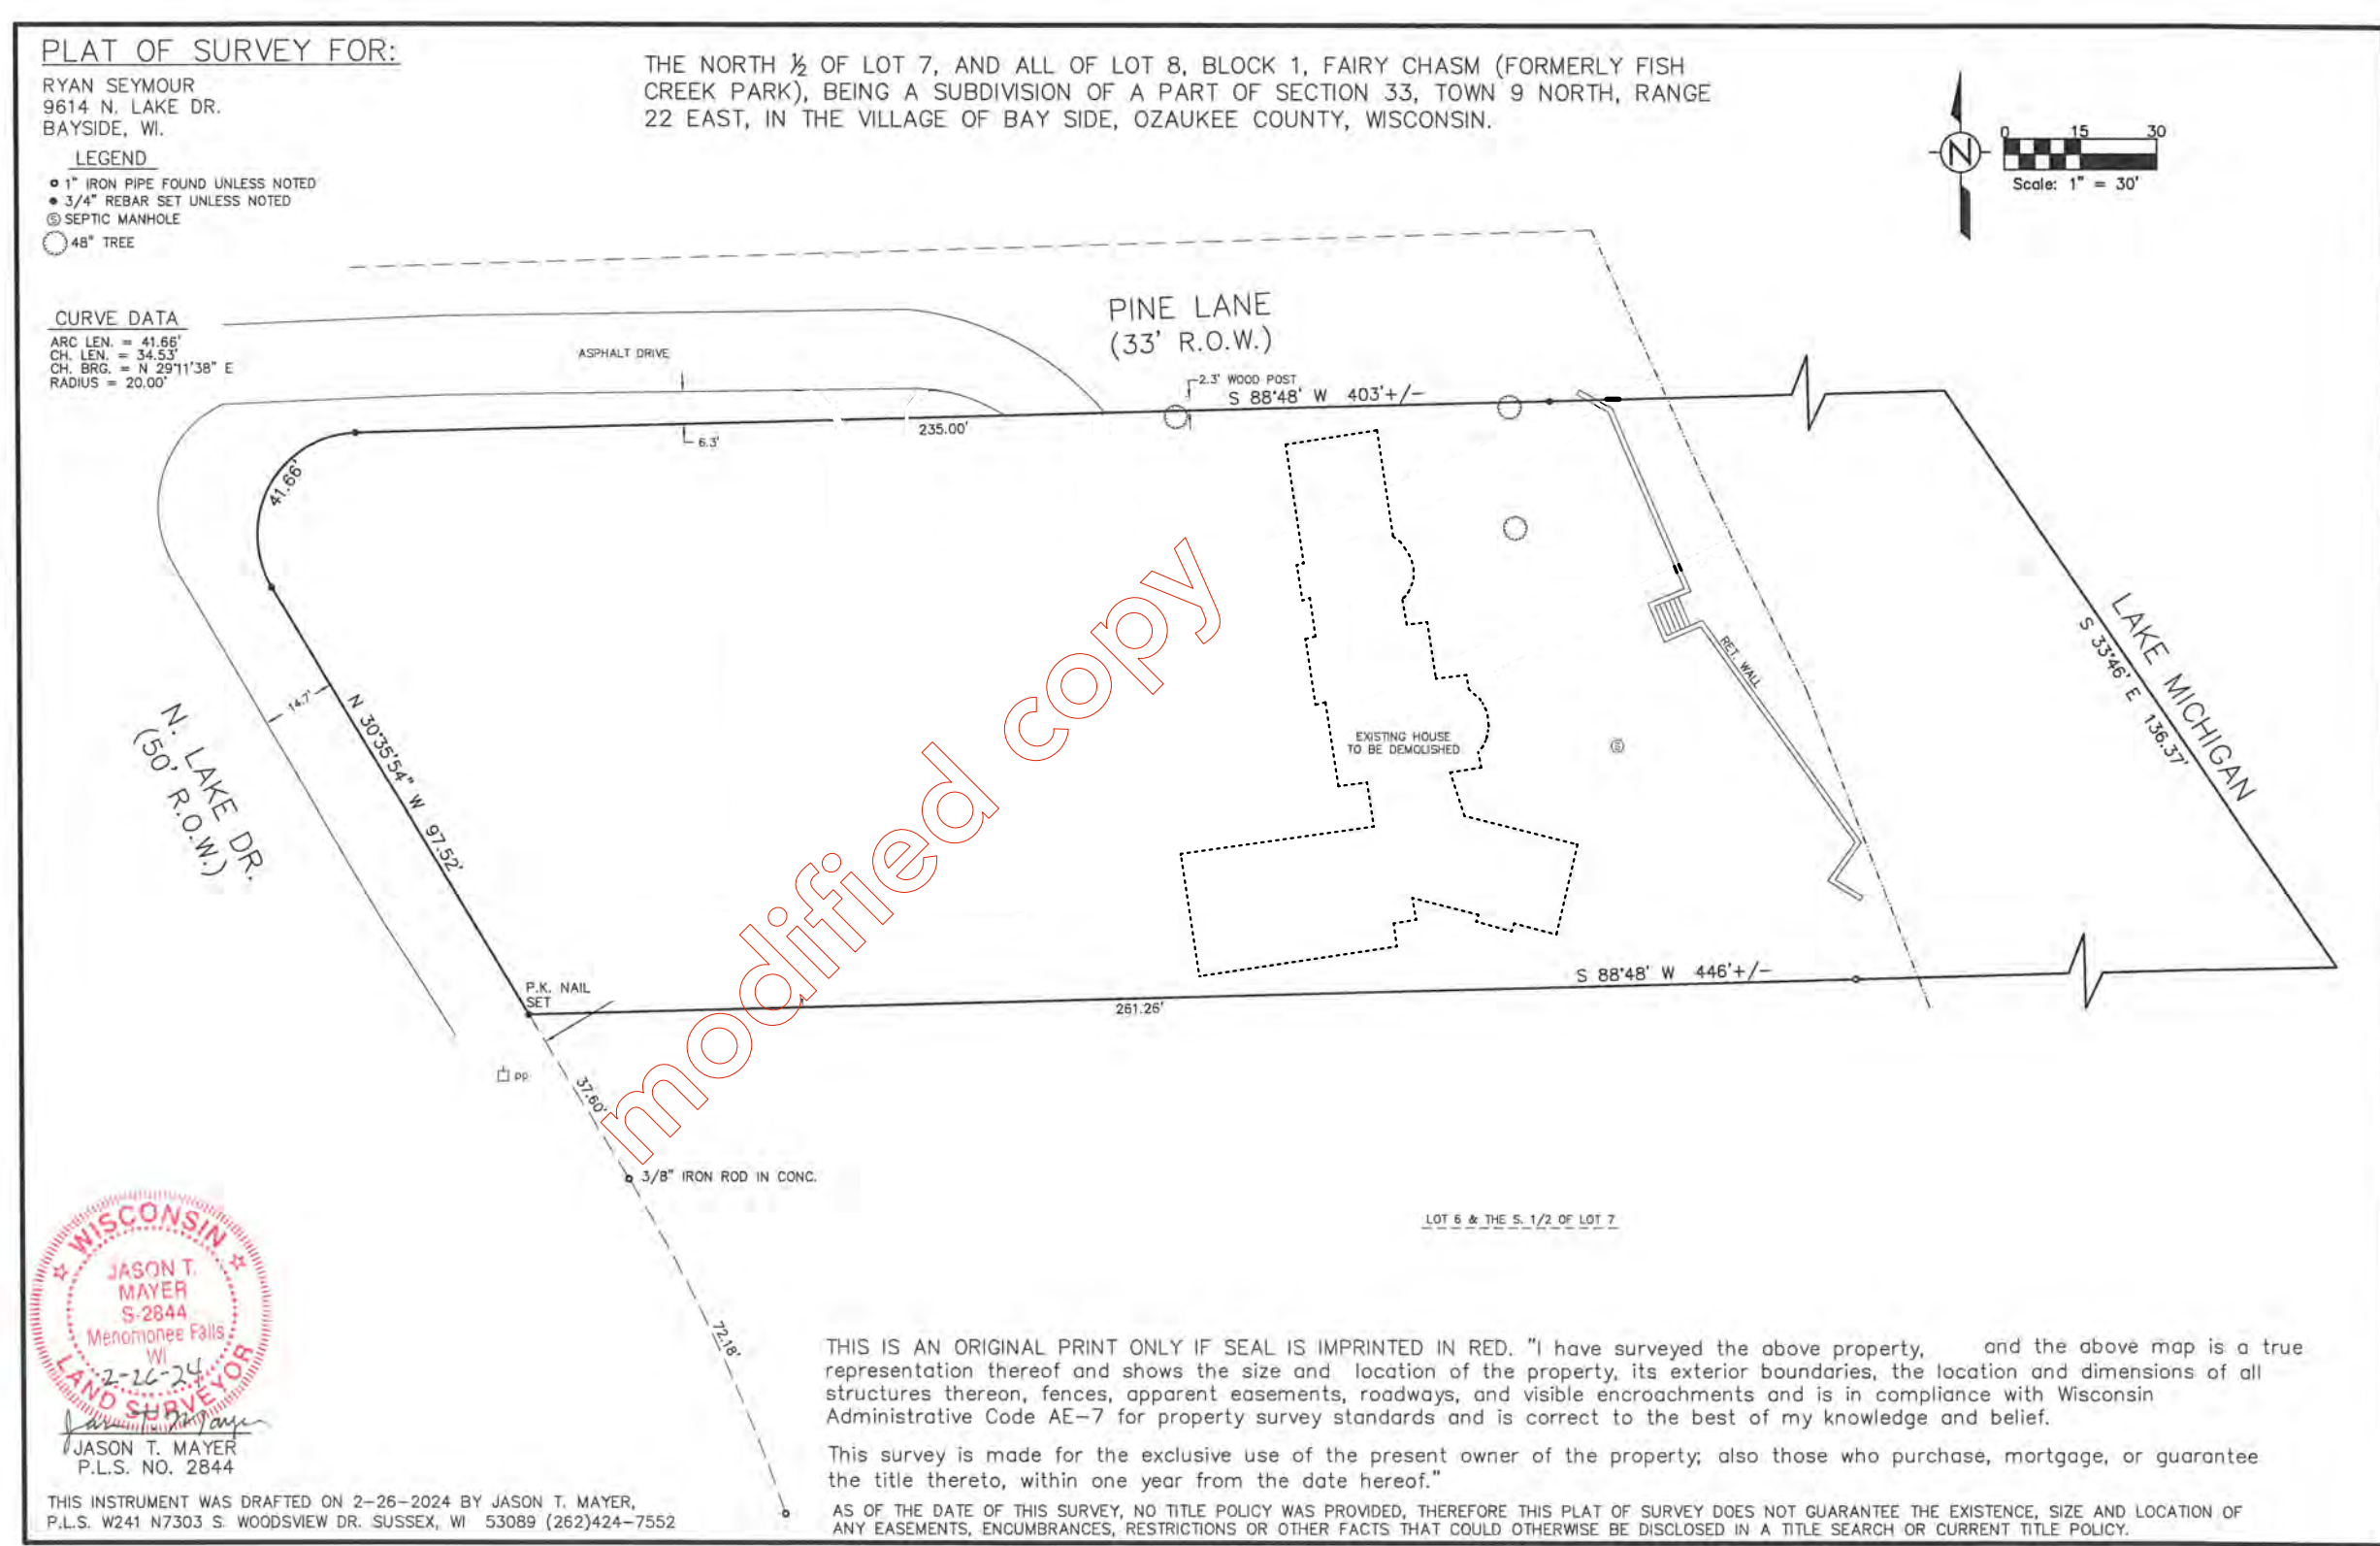 PLAT OF SURVEY FOR:
RYAN SEYMOUR
9614 N. LAKE DR.
BAYSIDE, WI.
LEGEND
1" IRON PIPE FOUND UNLESS NOTED
3/4" REBAR SET UNLESS NOTED
S SEPTIC MANHOLE
48" TREE
THE NORTH ½ OF LOT 7, AND ALL OF LOT 8, BLOCK 1, FAIRY CHASM (FORMERLY FISH
CREEK PARK), BEING A SUBDIVISION OF A PART OF SECTION 33, TOWN 9 NORTH, RANGE
22 EAST, IN THE VILLAGE OF BAY SIDE, OZAUKEE COUNTY, WISCONSIN.
N
0 15 30
Scale: 1" = 30'
CURVE DATA
ARC LEN. = 41.66'
CH. LEN. = 34.53'
CH. BRG. = N 29°11'38" E
RADIUS = 20.00'
PINE LANE
(33' R.O.W.)
ASPHALT DRIVE
2.3' WOOD POST
S 88°48' W 403'+/-
235.00'
6.3'
41.66'
14.7'
N 30°35'54" W 97.52'
N. LAKE DR.
(50' R.O.W.)
RET. WALL
LAKE MICHIGAN
S 33°46' E 136.37'
EXISTING HOUSE
TO BE DEMOLISHED
S
modified copy
P.K. NAIL
SET
S 88°48' W 446'+/-
261.26'
PP
37.60'
3/8" IRON ROD IN CONC.
LOT 6 & THE S. 1/2 OF LOT 7
72.18'
WISCONSIN
JASON T.
MAYER
S-2844
Menomonee Falls
WI
2-26-24
LAND SURVEYOR
Jason T. Mayer
JASON T. MAYER
P.L.S. NO. 2844
THIS INSTRUMENT WAS DRAFTED ON 2-26-2024 BY JASON T. MAYER,
P.L.S. W241 N7303 S. WOODSVIEW DR. SUSSEX, WI 53089 (262)424-7552
THIS IS AN ORIGINAL PRINT ONLY IF SEAL IS IMPRINTED IN RED. "I have surveyed the above property, and the above map is a true
representation thereof and shows the size and location of the property, its exterior boundaries, the location and dimensions of all
structures thereon, fences, apparent easements, roadways, and visible encroachments and is in compliance with Wisconsin
Administrative Code AE-7 for property survey standards and is correct to the best of my knowledge and belief.
This survey is made for the exclusive use of the present owner of the property; also those who purchase, mortgage, or guarantee
the title thereto, within one year from the date hereof."
AS OF THE DATE OF THIS SURVEY, NO TITLE POLICY WAS PROVIDED, THEREFORE THIS PLAT OF SURVEY DOES NOT GUARANTEE THE EXISTENCE, SIZE AND LOCATION OF
ANY EASEMENTS, ENCUMBRANCES, RESTRICTIONS OR OTHER FACTS THAT COULD OTHERWISE BE DISCLOSED IN A TITLE SEARCH OR CURRENT TITLE POLICY.